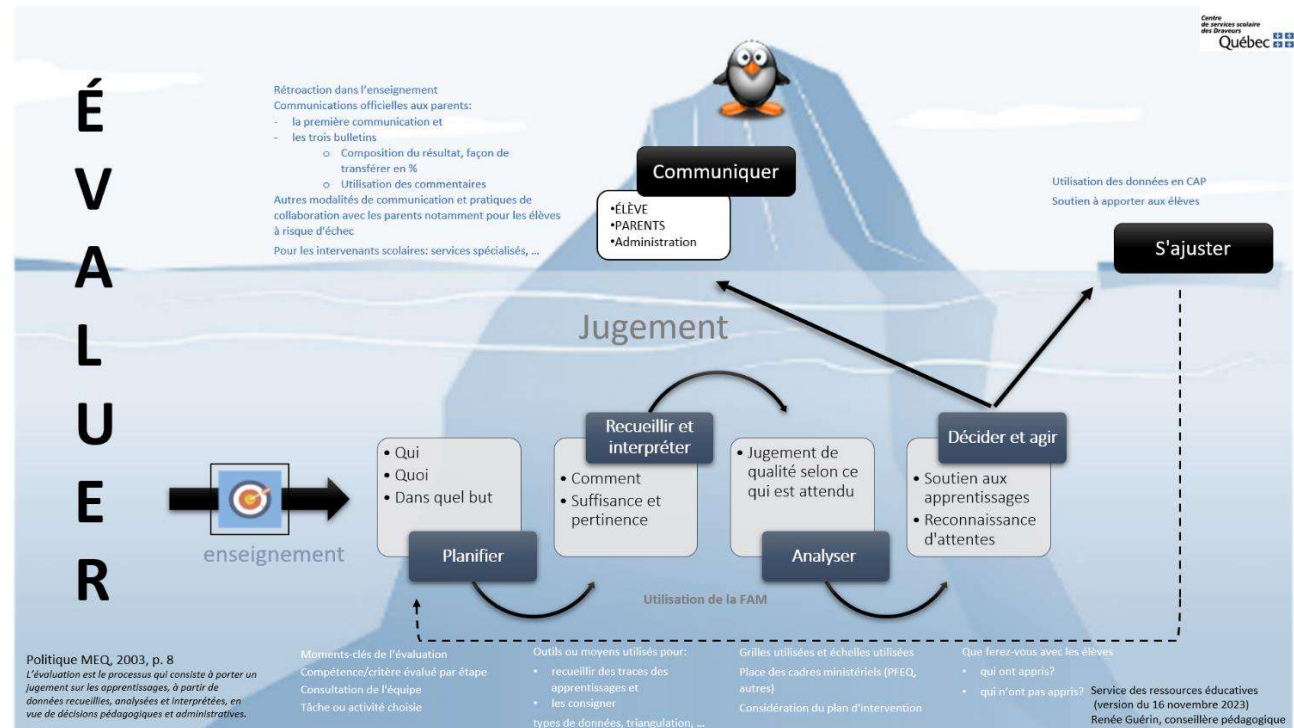 Centre
de services scolaire
des Draveurs
Québec
É
V
A
L
U
E
R
Rétroaction dans l'enseignement
Communications officielles aux parents:
- la première communication et
- les trois bulletins
o Composition du résultat, façon de
transférer en %
o Utilisation des commentaires
Autres modalités de communication et pratiques de
collaboration avec les parents notamment pour les élèves
à risque d'échec
Pour les intervenants scolaires: services spécialisés, …
Communiquer
•ÉLÈVE
•PARENTS
•Administration
Utilisation des données en CAP
Soutien à apporter aux élèves
S'ajuster
Jugement
enseignement
• Qui
• Quoi
• Dans quel but
Planifier
Recueillir et
interpréter
• Comment
• Suffisance et
pertinence
• Jugement de
qualité selon ce
qui est attendu
Analyser
Décider et agir
• Soutien aux
apprentissages
• Reconnaissance
d'attentes
Utilisation de la FAM
Politique MEQ, 2003, p. 8
L'évaluation est le processus qui consiste à porter un
jugement sur les apprentissages, à partir de
données recueillies, analysées et interprétées, en
vue de décisions pédagogiques et administratives.
Moments-clés de l'évaluation
Compétence/critère évalué par étape
Consultation de l'équipe
Tâche ou activité choisie
Outils ou moyens utilisés pour:
• recueillir des traces des
apprentissages et
• les consigner
types de données, triangulation, …
Grilles utilisées et échelles utilisées
Place des cadres ministériels (PFEQ,
autres)
Considération du plan d'intervention
Que ferez-vous avec les élèves
• qui ont appris?
• qui n'ont pas appris?
Service des ressources éducatives
(version du 16 novembre 2023)
Renée Guérin, conseillère pédagogique